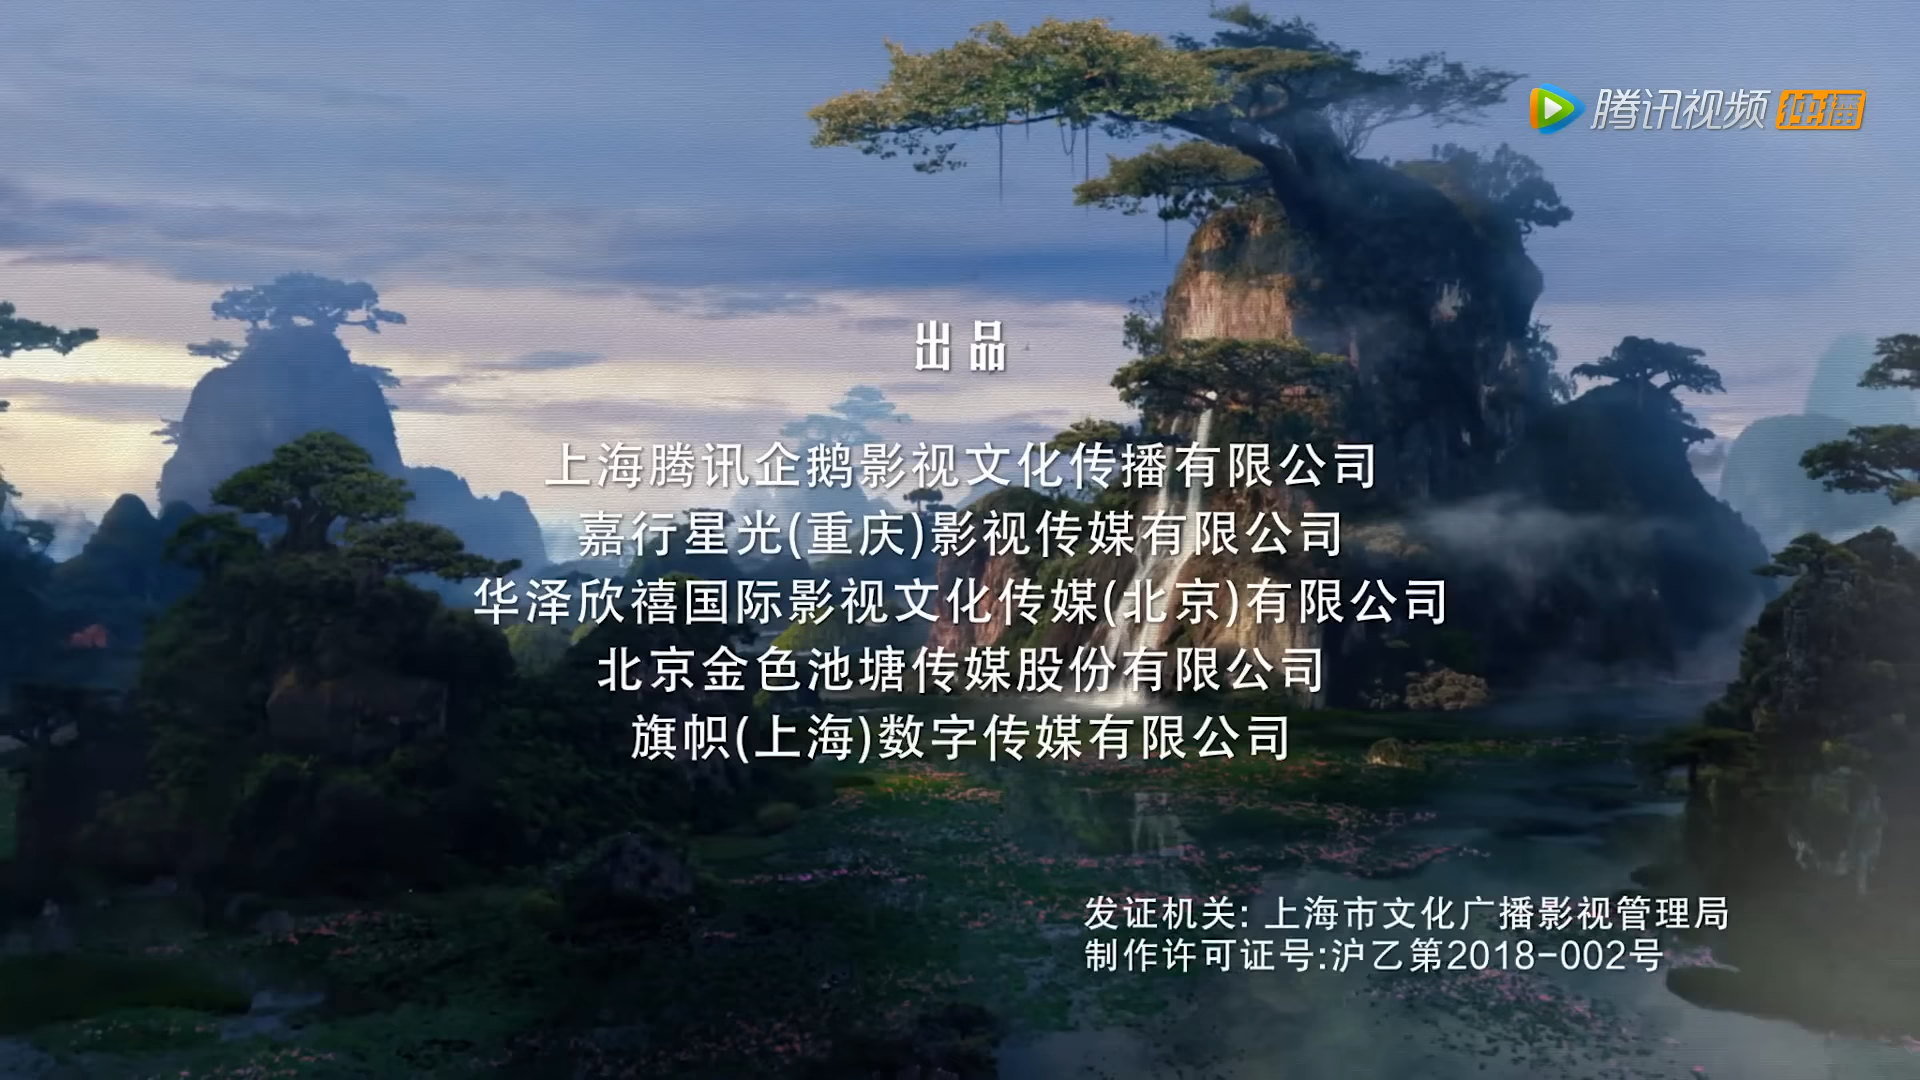 腾讯视频 独播
出品
上海腾讯企鹅影视文化传播有限公司
嘉行星光(重庆)影视传媒有限公司
华泽欣禧国际影视文化传媒(北京)有限公司
北京金色池塘传媒股份有限公司
旗帜(上海)数字传媒有限公司
发证机关: 上海市文化广播影视管理局
制作许可证号:沪乙第2018-002号